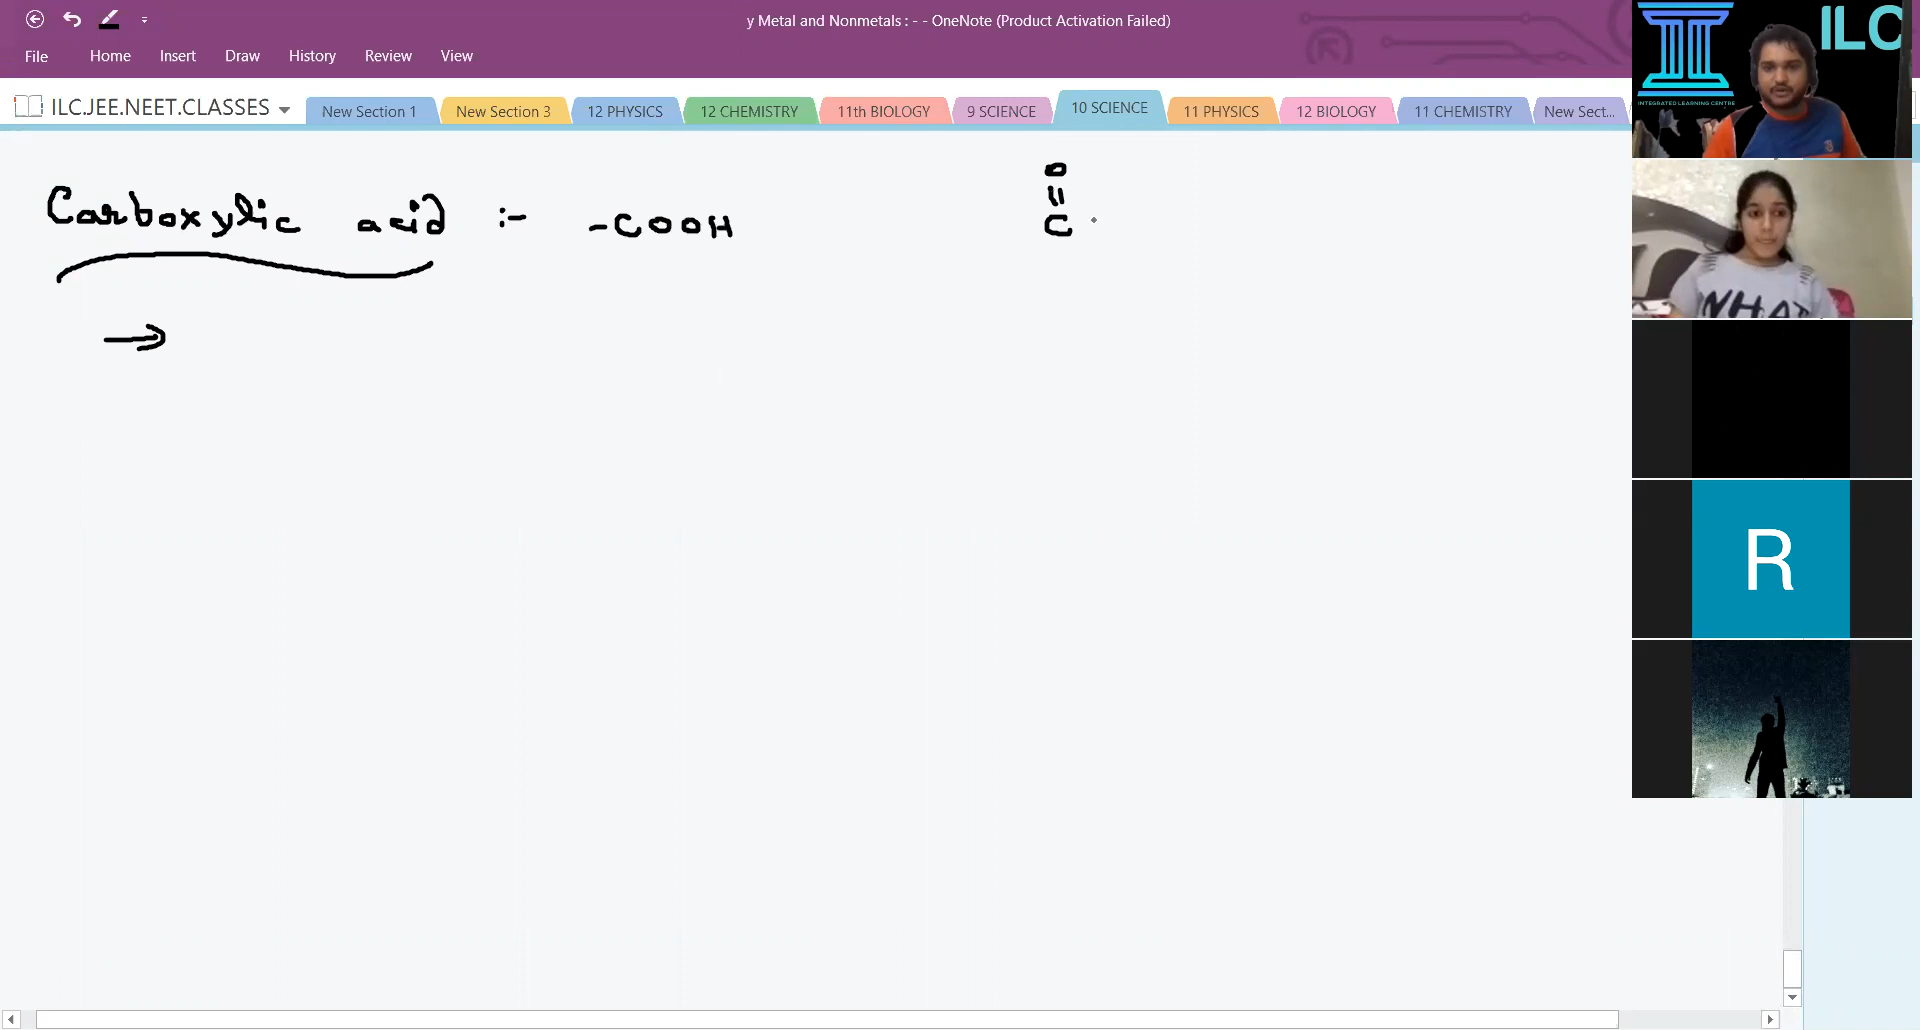 y Metal and Nonmetals : - - OneNote (Product Activation Failed)
File Home Insert Draw History Review View
ILC.JEE.NEET.CLASSES New Section 1 New Section 3 12 PHYSICS 12 CHEMISTRY 11th BIOLOGY 9 SCIENCE 10 SCIENCE 11 PHYSICS 12 BIOLOGY 11 CHEMISTRY New Sect...
ILC
INTEGRATED LEARNING CENTRE
O
=
C
Carboxylic acid :- -COOH
→
WHAT
R